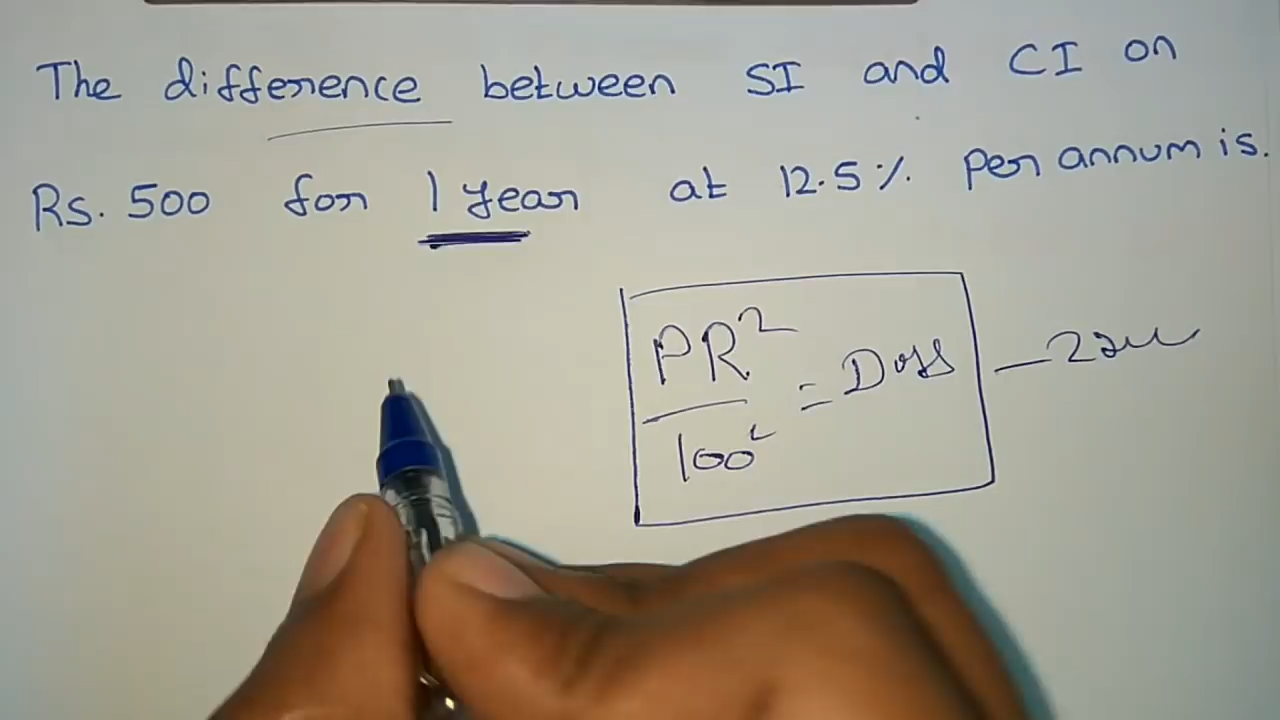 The difference between SI and CI on
Rs. 500 for 1 year at 12.5% Per annum is.
PR²
= Diff
100²